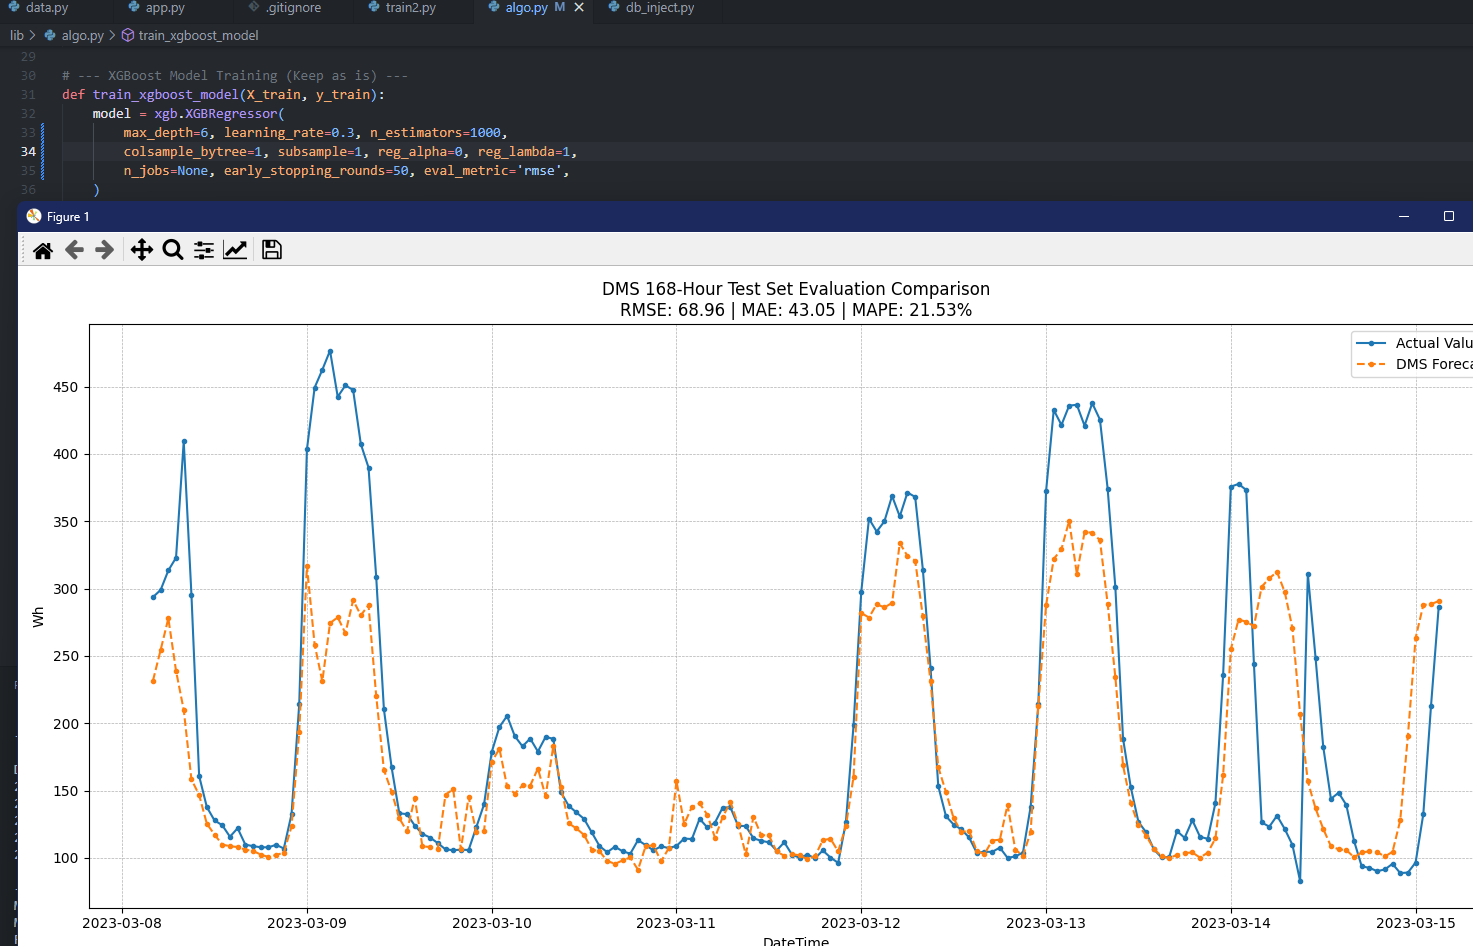 data.py app.py .gitignore train2.py algo.py M db_inject.py
lib > algo.py > train_xgboost_model
29
30 # --- XGBoost Model Training (Keep as is) ---
31 def train_xgboost_model(X_train, y_train):
32 model = xgb.XGBRegressor(
33 max_depth=6, learning_rate=0.3, n_estimators=1000,
34 colsample_bytree=1, subsample=1, reg_alpha=0, reg_lambda=1,
35 n_jobs=None, early_stopping_rounds=50, eval_metric='rmse',
36 )
Figure 1
DMS 168-Hour Test Set Evaluation Comparison
RMSE: 68.96 | MAE: 43.05 | MAPE: 21.53%
Actual Valu
DMS Foreca
450
400
350
300
250
200
150
100
Wh
2023-03-08 2023-03-09 2023-03-10 2023-03-11 2023-03-12 2023-03-13 2023-03-14 2023-03-15
DateTime